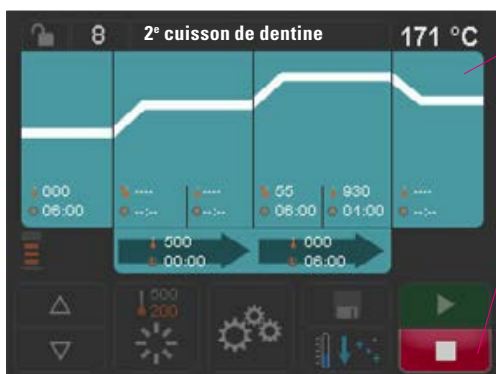 8 2ᵉ cuisson de dentine 171 °C
000 ---- ---- 55 930 ----
06:00 --:-- --:-- 06:00 01:00 --:--
500 000
00:00 06:00
500
200